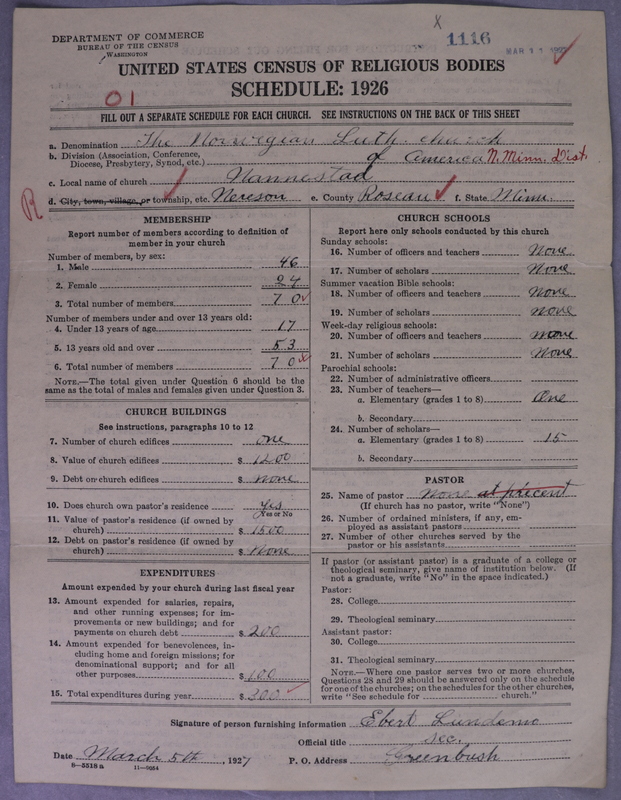 X
DEPARTMENT OF COMMERCE
BUREAU OF THE CENSUS
WASHINGTON
1116
MAR 11 1927
UNITED STATES CENSUS OF RELIGIOUS BODIES
SCHEDULE: 1926
01
FILL OUT A SEPARATE SCHEDULE FOR EACH CHURCH. SEE INSTRUCTIONS ON THE BACK OF THIS SHEET
a. Denomination The Norwegian Luth. church
b. Division (Association, Conference, Diocese, Presbytery, Synod, etc.) of America N. Minn. Dist.
c. Local name of church Nannestad
R
d. City, town, village, or township, etc. Nereson e. County Roseau f. State Minn.
MEMBERSHIP
Report number of members according to definition of
member in your church
Number of members, by sex:
1. Male 46
2. Female 24
3. Total number of members 70
Number of members under and over 13 years old:
4. Under 13 years of age 17
5. 13 years old and over 53
6. Total number of members 70
NOTE.—The total given under Question 6 should be
same as the total of males and females given under Question 3.
CHURCH BUILDINGS
See instructions, paragraphs 10 to 12
7. Number of church edifices one
8. Value of church edifices $ 1200
9. Debt on church edifices $ none
10. Does church own pastor's residence yes
Yes or No
11. Value of pastor's residence (if owned by
church) $ 1500
12. Debt on pastor's residence (if owned by
church) $ None
EXPENDITURES
Amount expended by your church during last fiscal year
13. Amount expended for salaries, repairs,
and other running expenses; for im-
provements or new buildings; and for
payments on church debt $ 200
14. Amount expended for benevolences, in-
cluding home and foreign missions; for
denominational support; and for all
other purposes $ 100
15. Total expenditures during year $ 300
CHURCH SCHOOLS
Report here only schools conducted by this church
Sunday schools:
16. Number of officers and teachers None
17. Number of scholars None
Summer vacation Bible schools:
18. Number of officers and teachers None
19. Number of scholars None
Week-day religious schools:
20. Number of officers and teachers None
21. Number of scholars None
Parochial schools:
22. Number of administrative officers
23. Number of teachers—
a. Elementary (grades 1 to 8) One
b. Secondary
24. Number of scholars—
a. Elementary (grades 1 to 8) 15
b. Secondary
PASTOR
25. Name of pastor None at precent
(If church has no pastor, write "None")
26. Number of ordained ministers, if any, em-
ployed as assistant pastors
27. Number of other churches served by the
pastor or his assistants
If pastor (or assistant pastor) is a graduate of a college or
theological seminary, give name of institution below. (If
not a graduate, write "No" in the space indicated.)
Pastor:
28. College
29. Theological seminary
Assistant pastor:
30. College
31. Theological seminary
NOTE.—Where one pastor serves two or more churches,
Questions 28 and 29 should be answered only on the schedule
for one of the churches; on the schedules for the other churches,
write "See schedule for church."
Signature of person furnishing information Ebert Lundemo
Official title sec.
Date March 5th, 1927 P. O. Address Greenbush
8—5518 a 11—9054